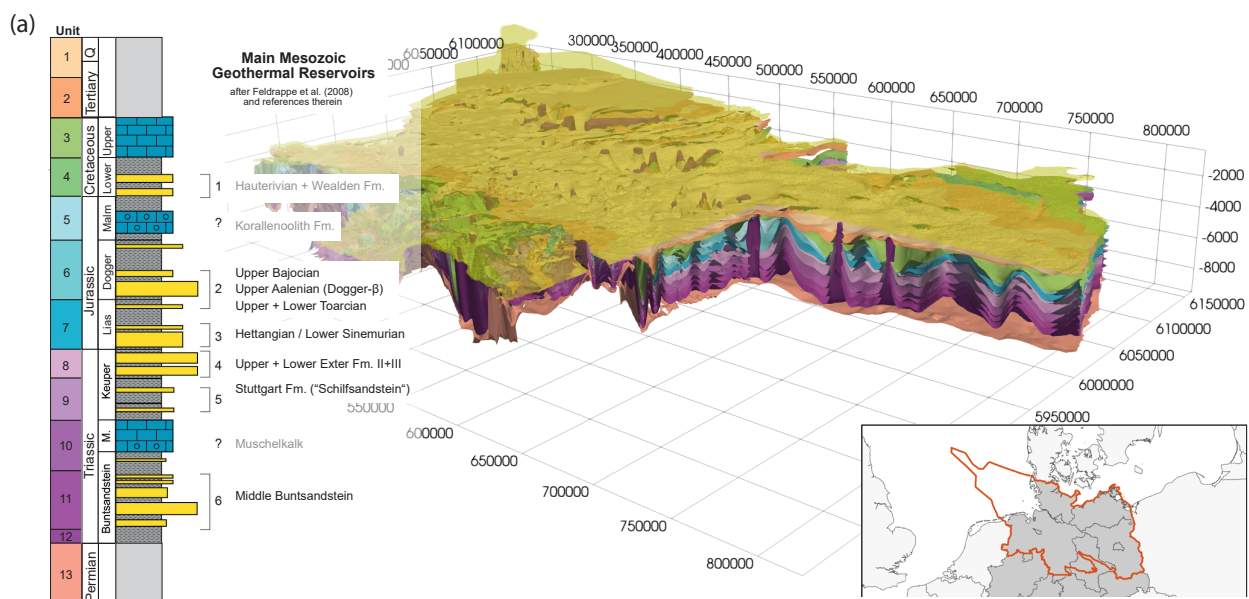 (a)
Unit
1
2
3
4
5
6
7
8
9
10
11
12
13
Q
Tertiary
Cretaceous
Upper
Lower
Jurassic
Malm
Dogger
Lias
Triassic
Keuper
M.
Buntsandstein
Permian
Main Mesozoic
Geothermal Reservoirs
after Feldrappe et al. (2008)
and references therein
1 Hauterivian + Wealden Fm.
? Korallenoolith Fm.
Upper Bajocian
2 Upper Aalenian (Dogger-β)
Upper + Lower Toarcian
3 Hettangian / Lower Sinemurian
4 Upper + Lower Exter Fm. II+III
Stuttgart Fm. (“Schilfsandstein“)
5
? Muschelkalk
6 Middle Buntsandstein
6050000
6100000
300000
350000
400000
450000
500000
550000
600000
650000
700000
750000
800000
-2000
-4000
-6000
-8000
6150000
6100000
6050000
6000000
5950000
550000
600000
650000
700000
750000
800000